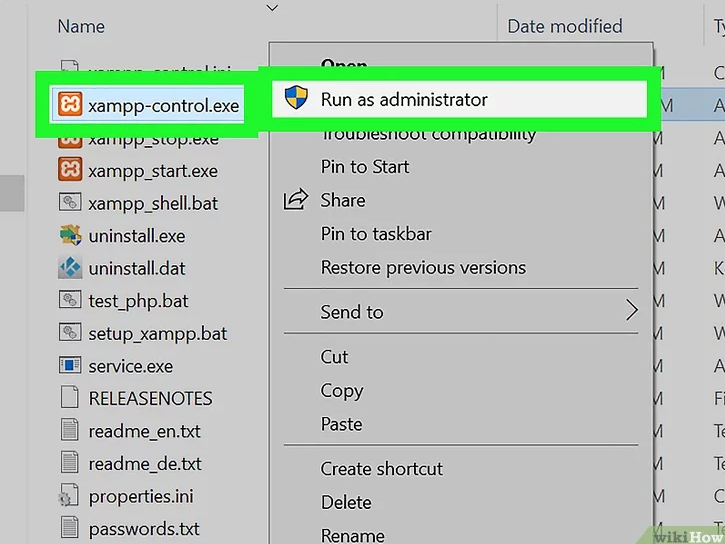 Name
Date modified
Ty
xampp-control.ini
Open
xampp-control.exe
Run as administrator
M
A
xampp_stop.exe
Troubleshoot compatibility
M
A
xampp_start.exe
Pin to Start
M
A
xampp_shell.bat
Share
M
W
uninstall.exe
Pin to taskbar
M
A
uninstall.dat
Restore previous versions
M
K
test_php.bat
M
W
setup_xampp.bat
Send to
M
W
service.exe
Cut
M
A
RELEASENOTES
Copy
M
Fi
readme_en.txt
Paste
M
Te
readme_de.txt
Create shortcut
M
Te
properties.ini
Delete
M
C
passwords.txt
Rename
M
Te
wikiHow